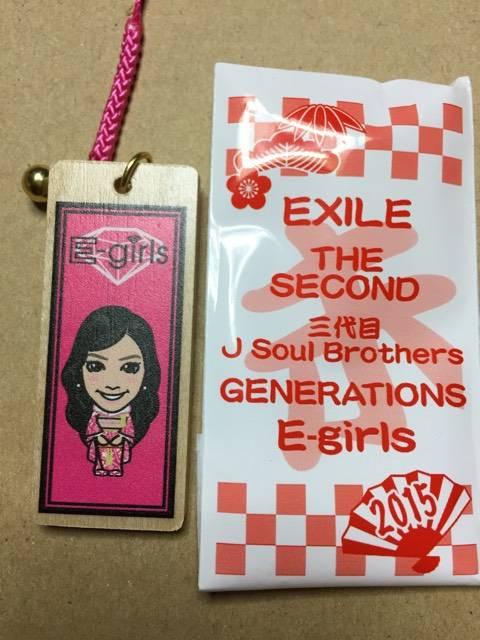 E-girls
EXILE
THE
SECOND
三代目
J Soul Brothers
GENERATIONS
E-girls
2015